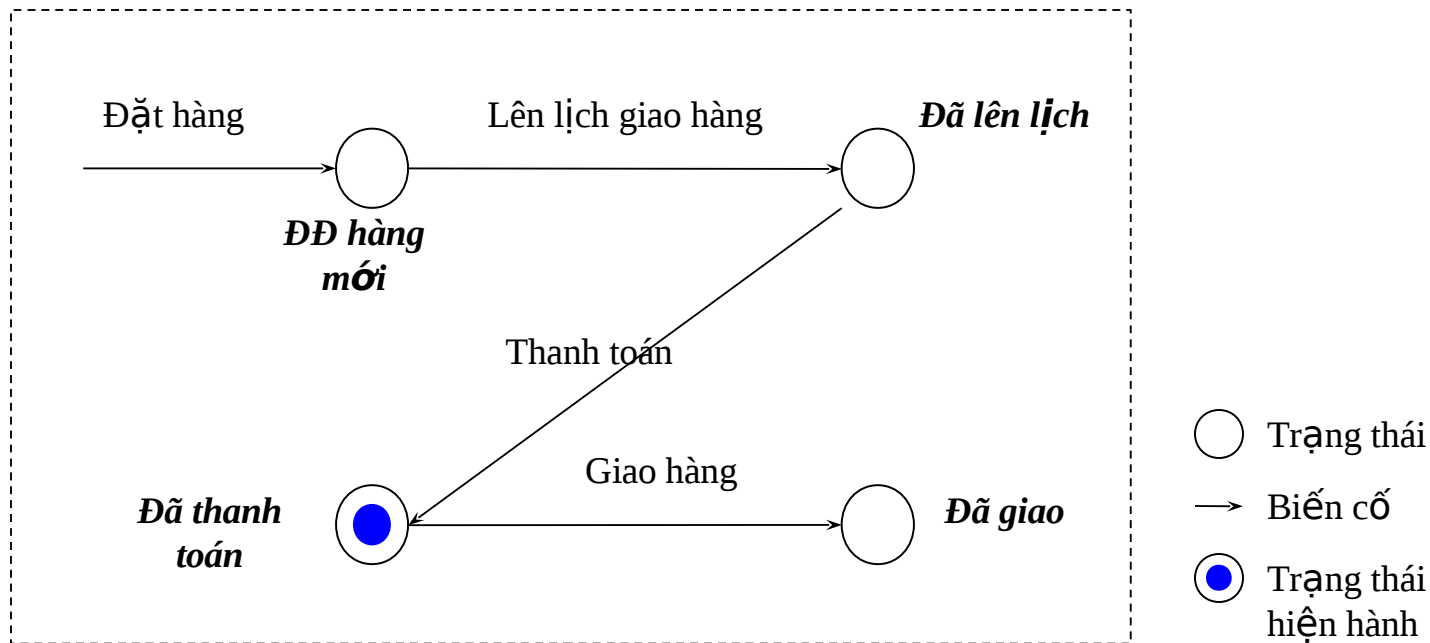 Đặt hàng
Lên lịch giao hàng
Đã lên lịch
ĐĐ hàng
mới
Thanh toán
Giao hàng
Đã thanh
toán
Đã giao
Trạng thái
Biến cố
Trạng thái
hiện hành